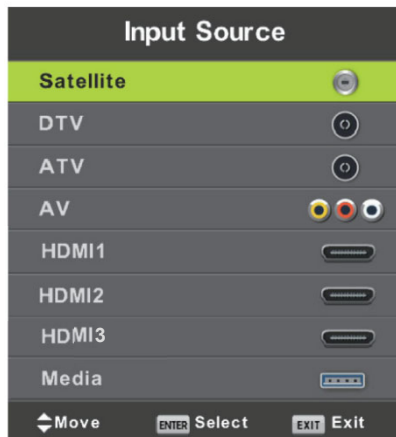 Input Source
Satellite
DTV
ATV
AV
HDMI1
HDMI2
HDMI3
Media
Move ENTER Select EXIT Exit